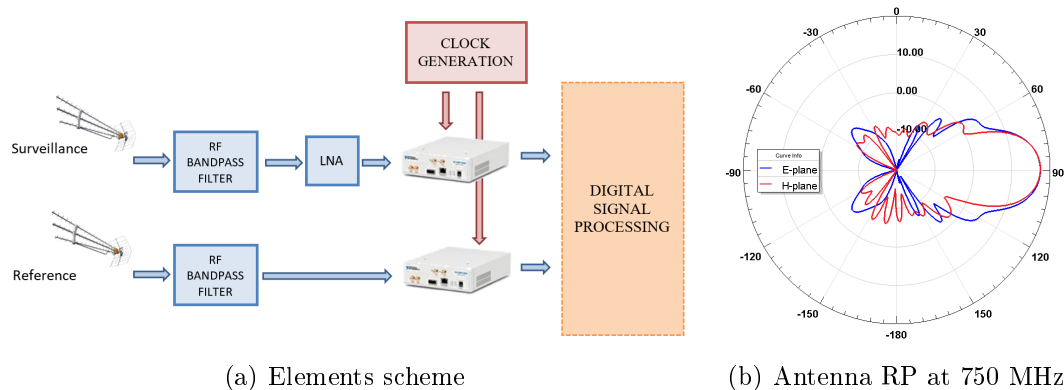 CLOCK
GENERATION
Surveillance
RF
BANDPASS
FILTER
LNA
DIGITAL
SIGNAL
PROCESSING
Reference
RF
BANDPASS
FILTER
(a) Elements scheme
0
-30
30
10.00
-60
0.00
60
-10.00
Curve Info
E-plane
H-plane
-90
90
-120
120
-150
150
-180
(b) Antenna RP at 750 MHz